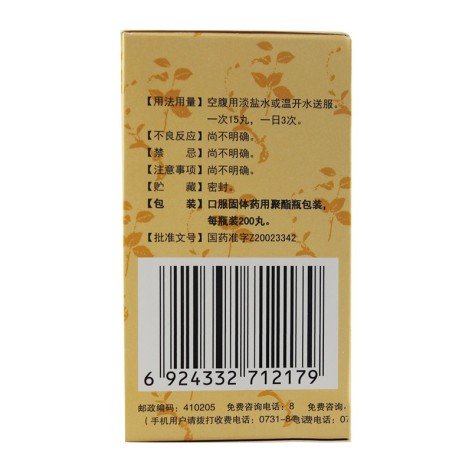 【用法用量】空腹用淡盐水或温开水送服。
一次15丸，一日3次。
【不良反应】尚不明确。
【禁　　忌】尚不明确。
【注意事项】尚不明确。
【贮　　藏】密封。
【包　　装】口服固体药用聚酯瓶包装，
每瓶装200丸。
【批准文号】国药准字Z20023342
6 924332 712179
邮政编码：410205　免费咨询电话：8
（手机用户请拨打收费电话：0731-8